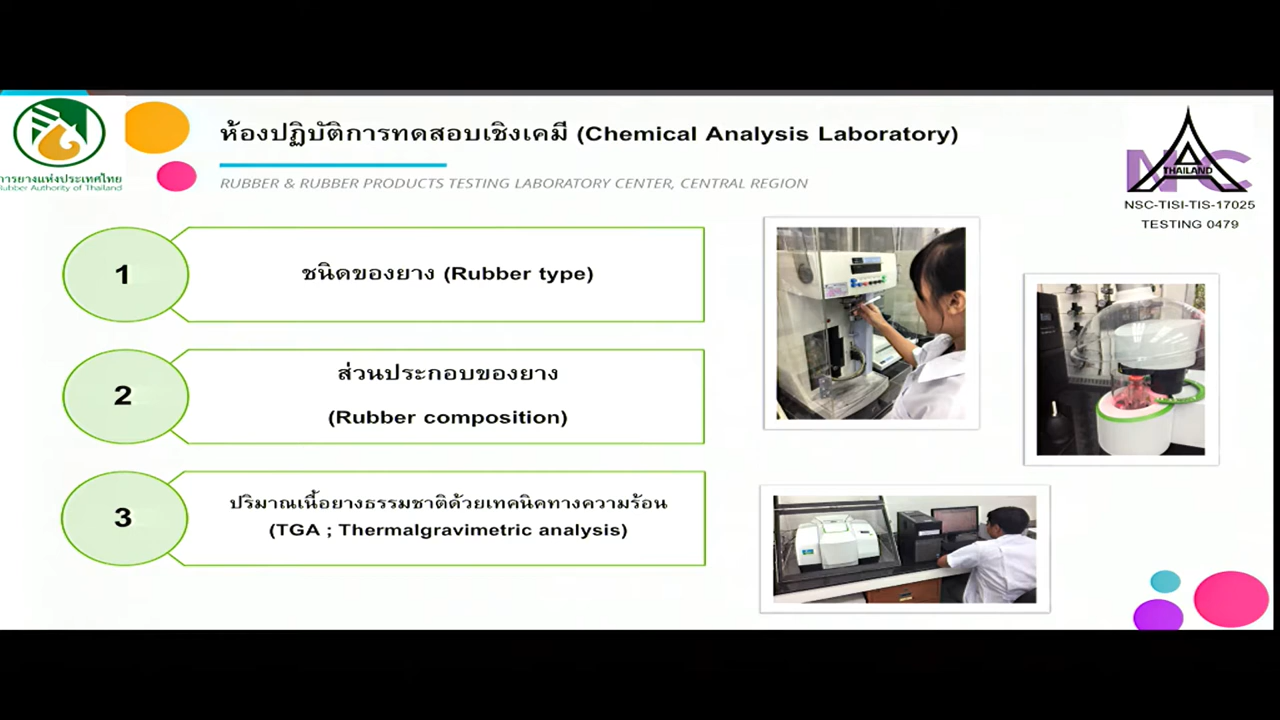 การยางแห่งประเทศไทย
Rubber Authority of Thailand
ห้องปฏิบัติการทดสอบเชิงเคมี (Chemical Analysis Laboratory)
RUBBER & RUBBER PRODUCTS TESTING LABORATORY CENTER, CENTRAL REGION
NAC
THAILAND
NSC-TISI-TIS-17025
TESTING 0479
1
ชนิดของยาง (Rubber type)
2
ส่วนประกอบของยาง
(Rubber composition)
3
ปริมาณเนื้อยางธรรมชาติด้วยเทคนิคทางความร้อน
(TGA ; Thermalgravimetric analysis)